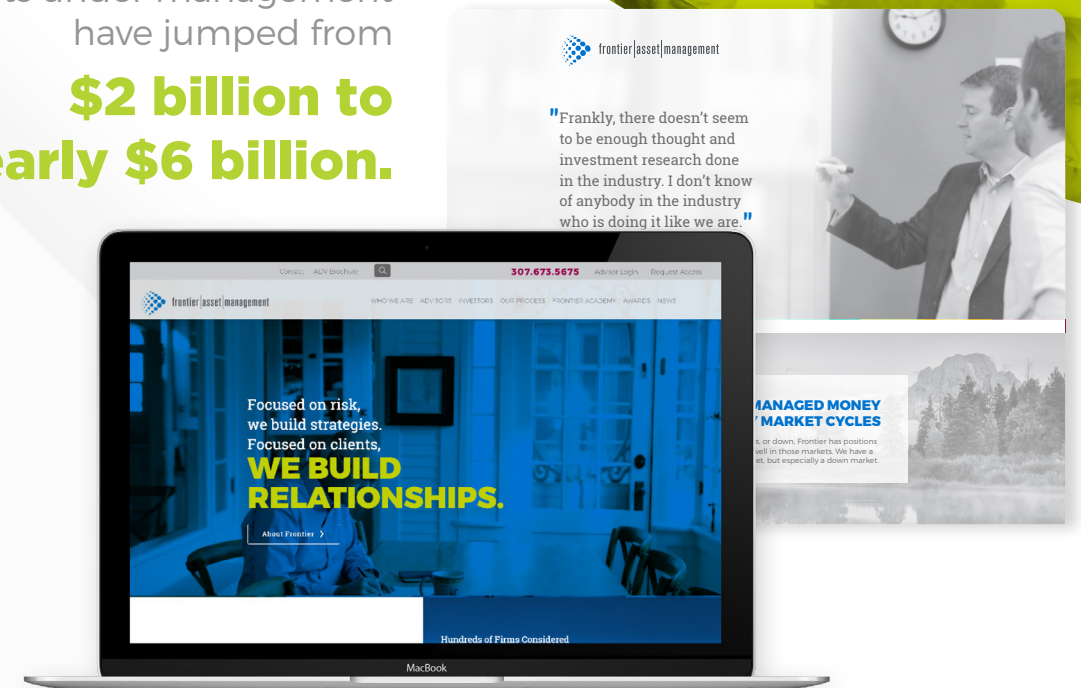 under management
have jumped from
$2 billion to
$6 billion.
frontier|asset|management
"Frankly, there doesn't seem
to be enough thought and
investment research done
in the industry. I don't know
of anybody in the industry
who is doing it like we are."
Contact ADV Brochure
307.673.5675 Advisor Login Request Access
frontier|asset|management
WHO WE ARE ADVISORS INVESTORS OUR PROCESS FRONTIER ACADEMY AWARDS NEWS
Focused on risk,
we build strategies.
Focused on clients,
WE BUILD
RELATIONSHIPS.
About Frontier >
Hundreds of Firms Considered
MANAGED MONEY
MARKET CYCLES
or down. Frontier has positions
well in those markets. We have a
but especially a down market.
MacBook